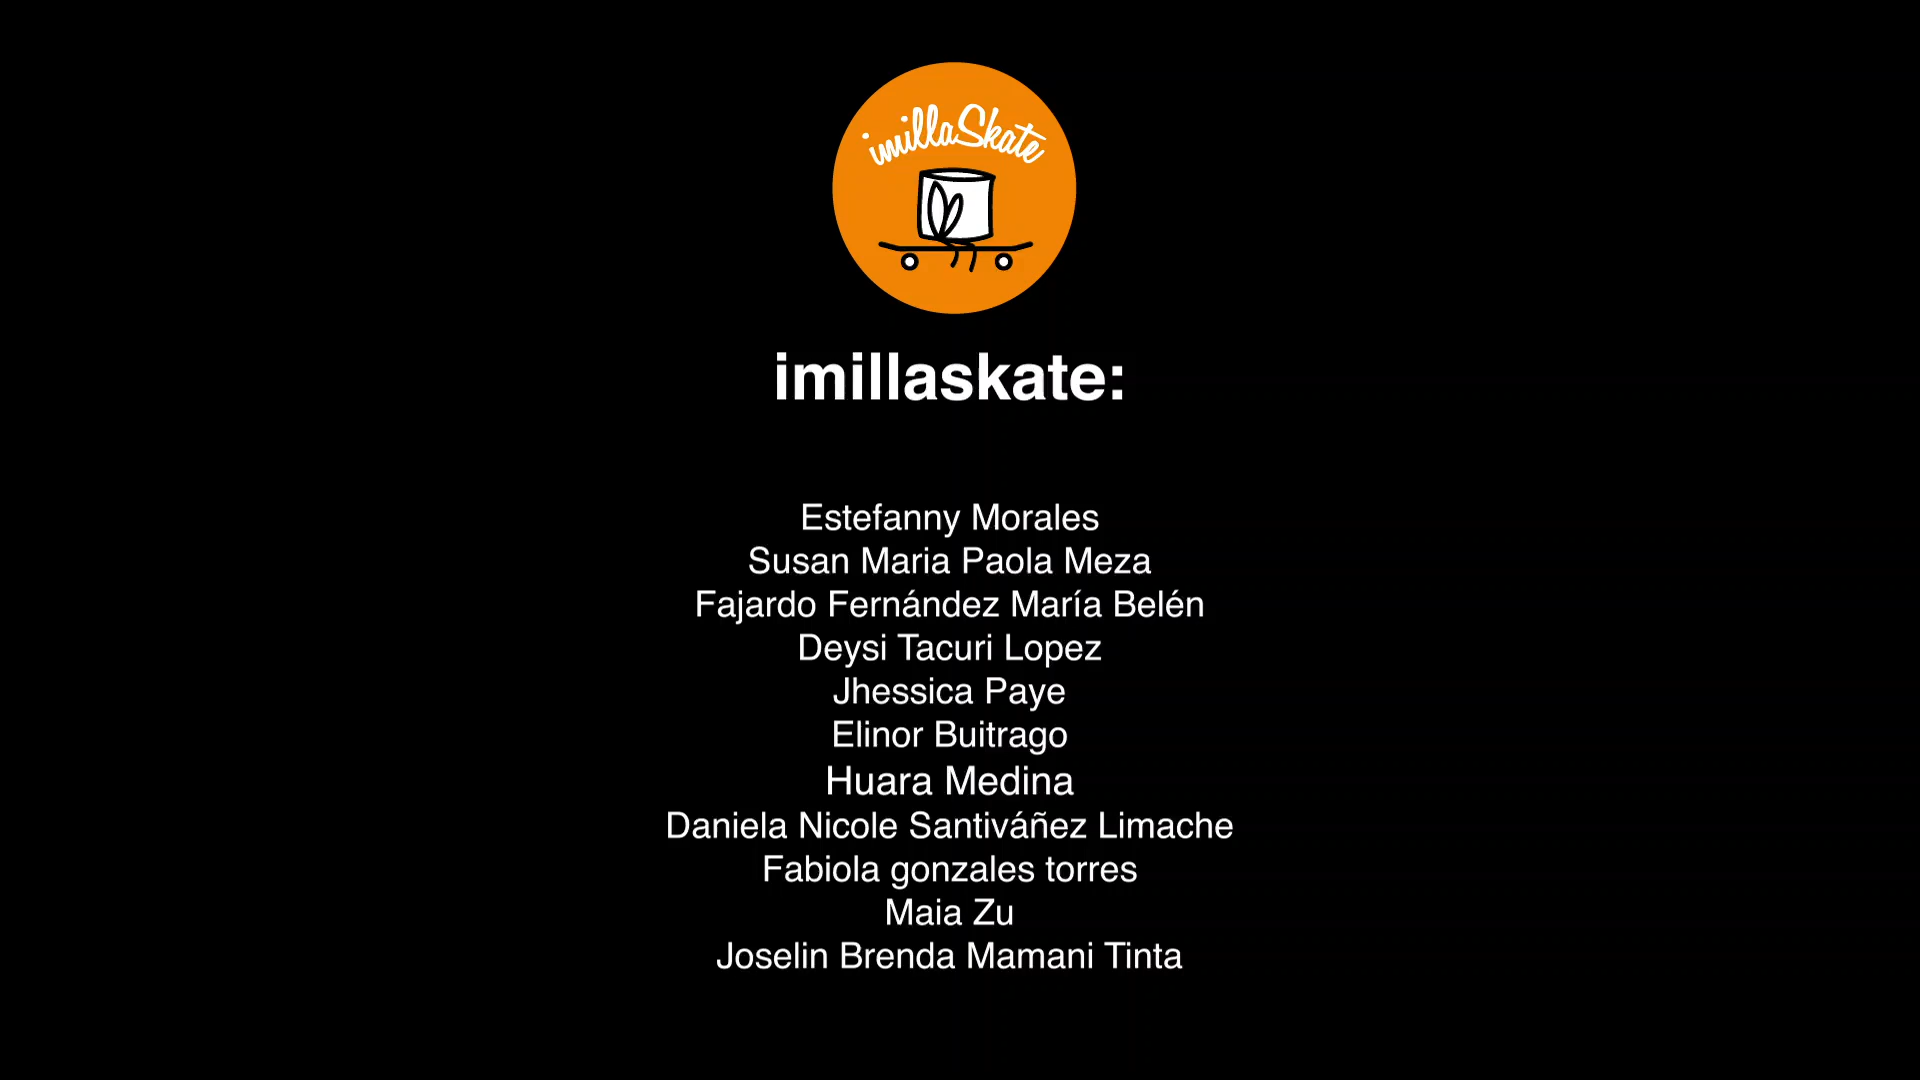 imillaSkate
imillaskate:
Estefanny Morales
Susan Maria Paola Meza
Fajardo Fernández María Belén
Deysi Tacuri Lopez
Jhessica Paye
Elinor Buitrago
Huara Medina
Daniela Nicole Santiváñez Limache
Fabiola gonzales torres
Maia Zu
Joselin Brenda Mamani Tinta